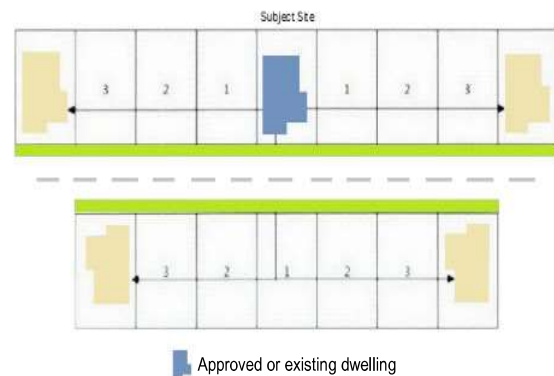 Subject Site
3 2 1 1 2 3
3 2 1 2 3
Approved or existing dwelling